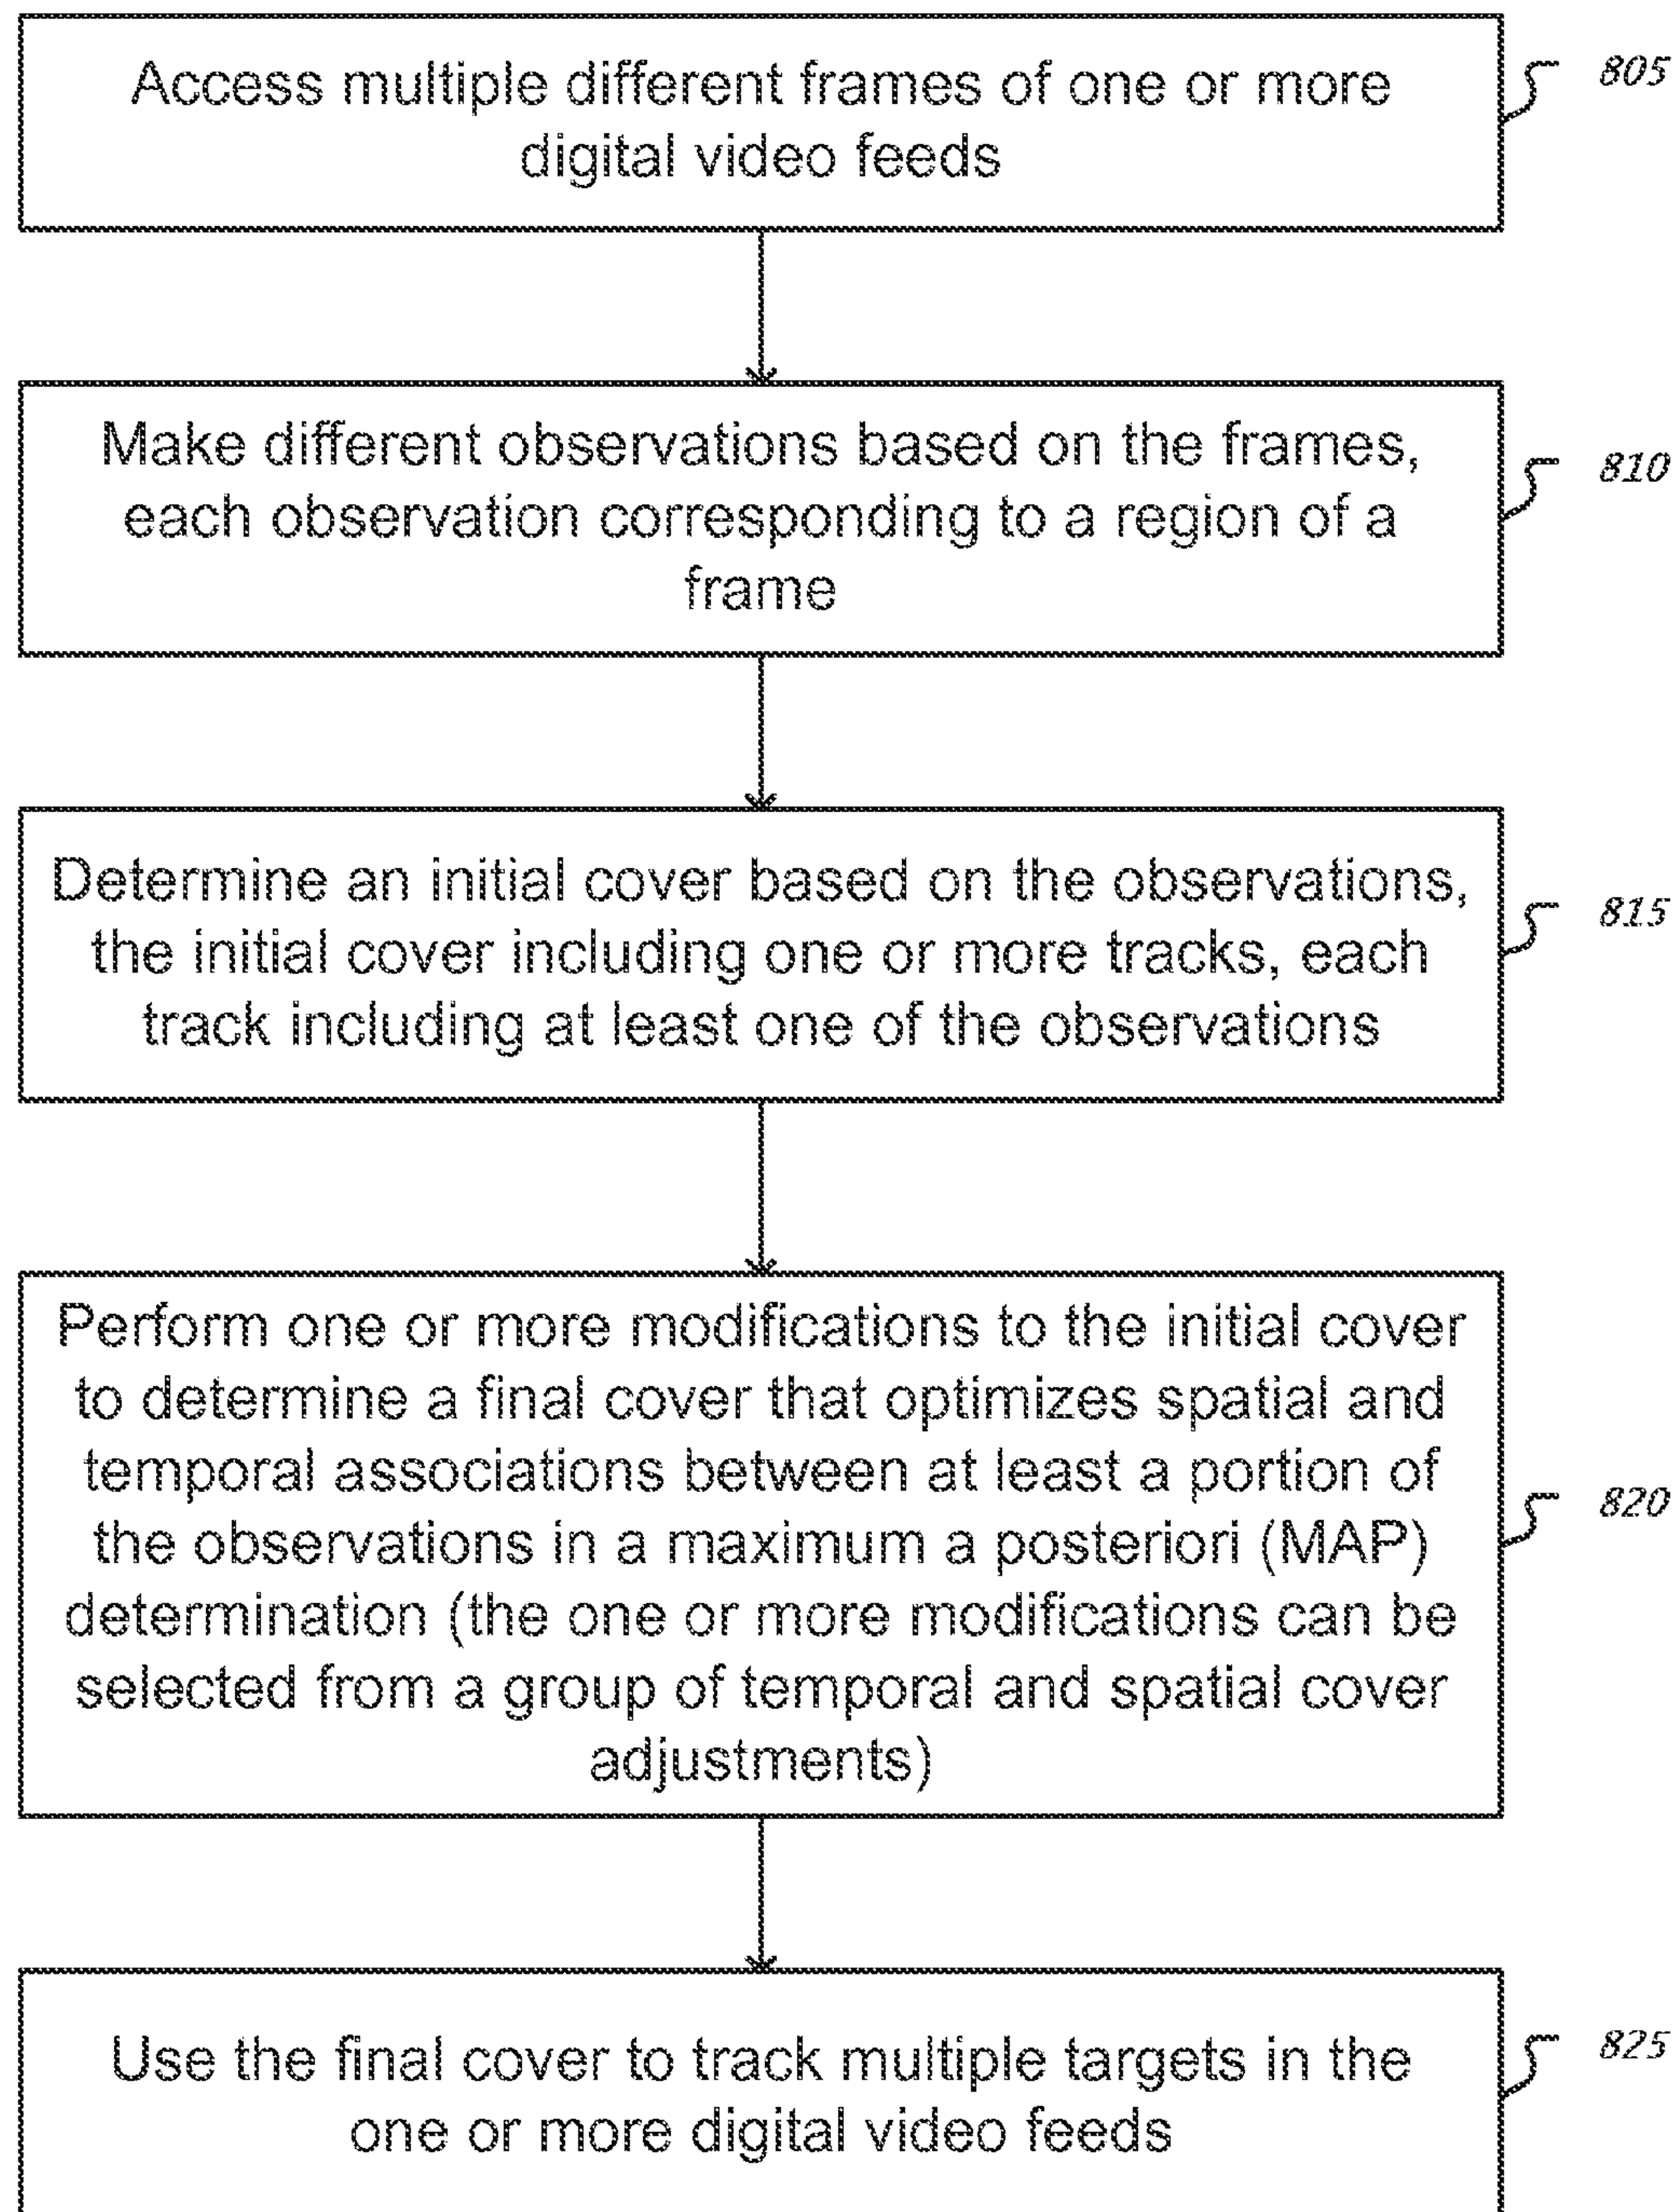 Access multiple different frames of one or more
digital video feeds
805
Make different observations based on the frames,
each observation corresponding to a region of a
frame
810
Determine an initial cover based on the observations,
the initial cover including one or more tracks, each
track including at least one of the observations
815
Perform one or more modifications to the initial cover
to determine a final cover that optimizes spatial and
temporal associations between at least a portion of
the observations in a maximum a posteriori (MAP)
determination (the one or more modifications can be
selected from a group of temporal and spatial cover
adjustments)
820
Use the final cover to track multiple targets in the
one or more digital video feeds
825